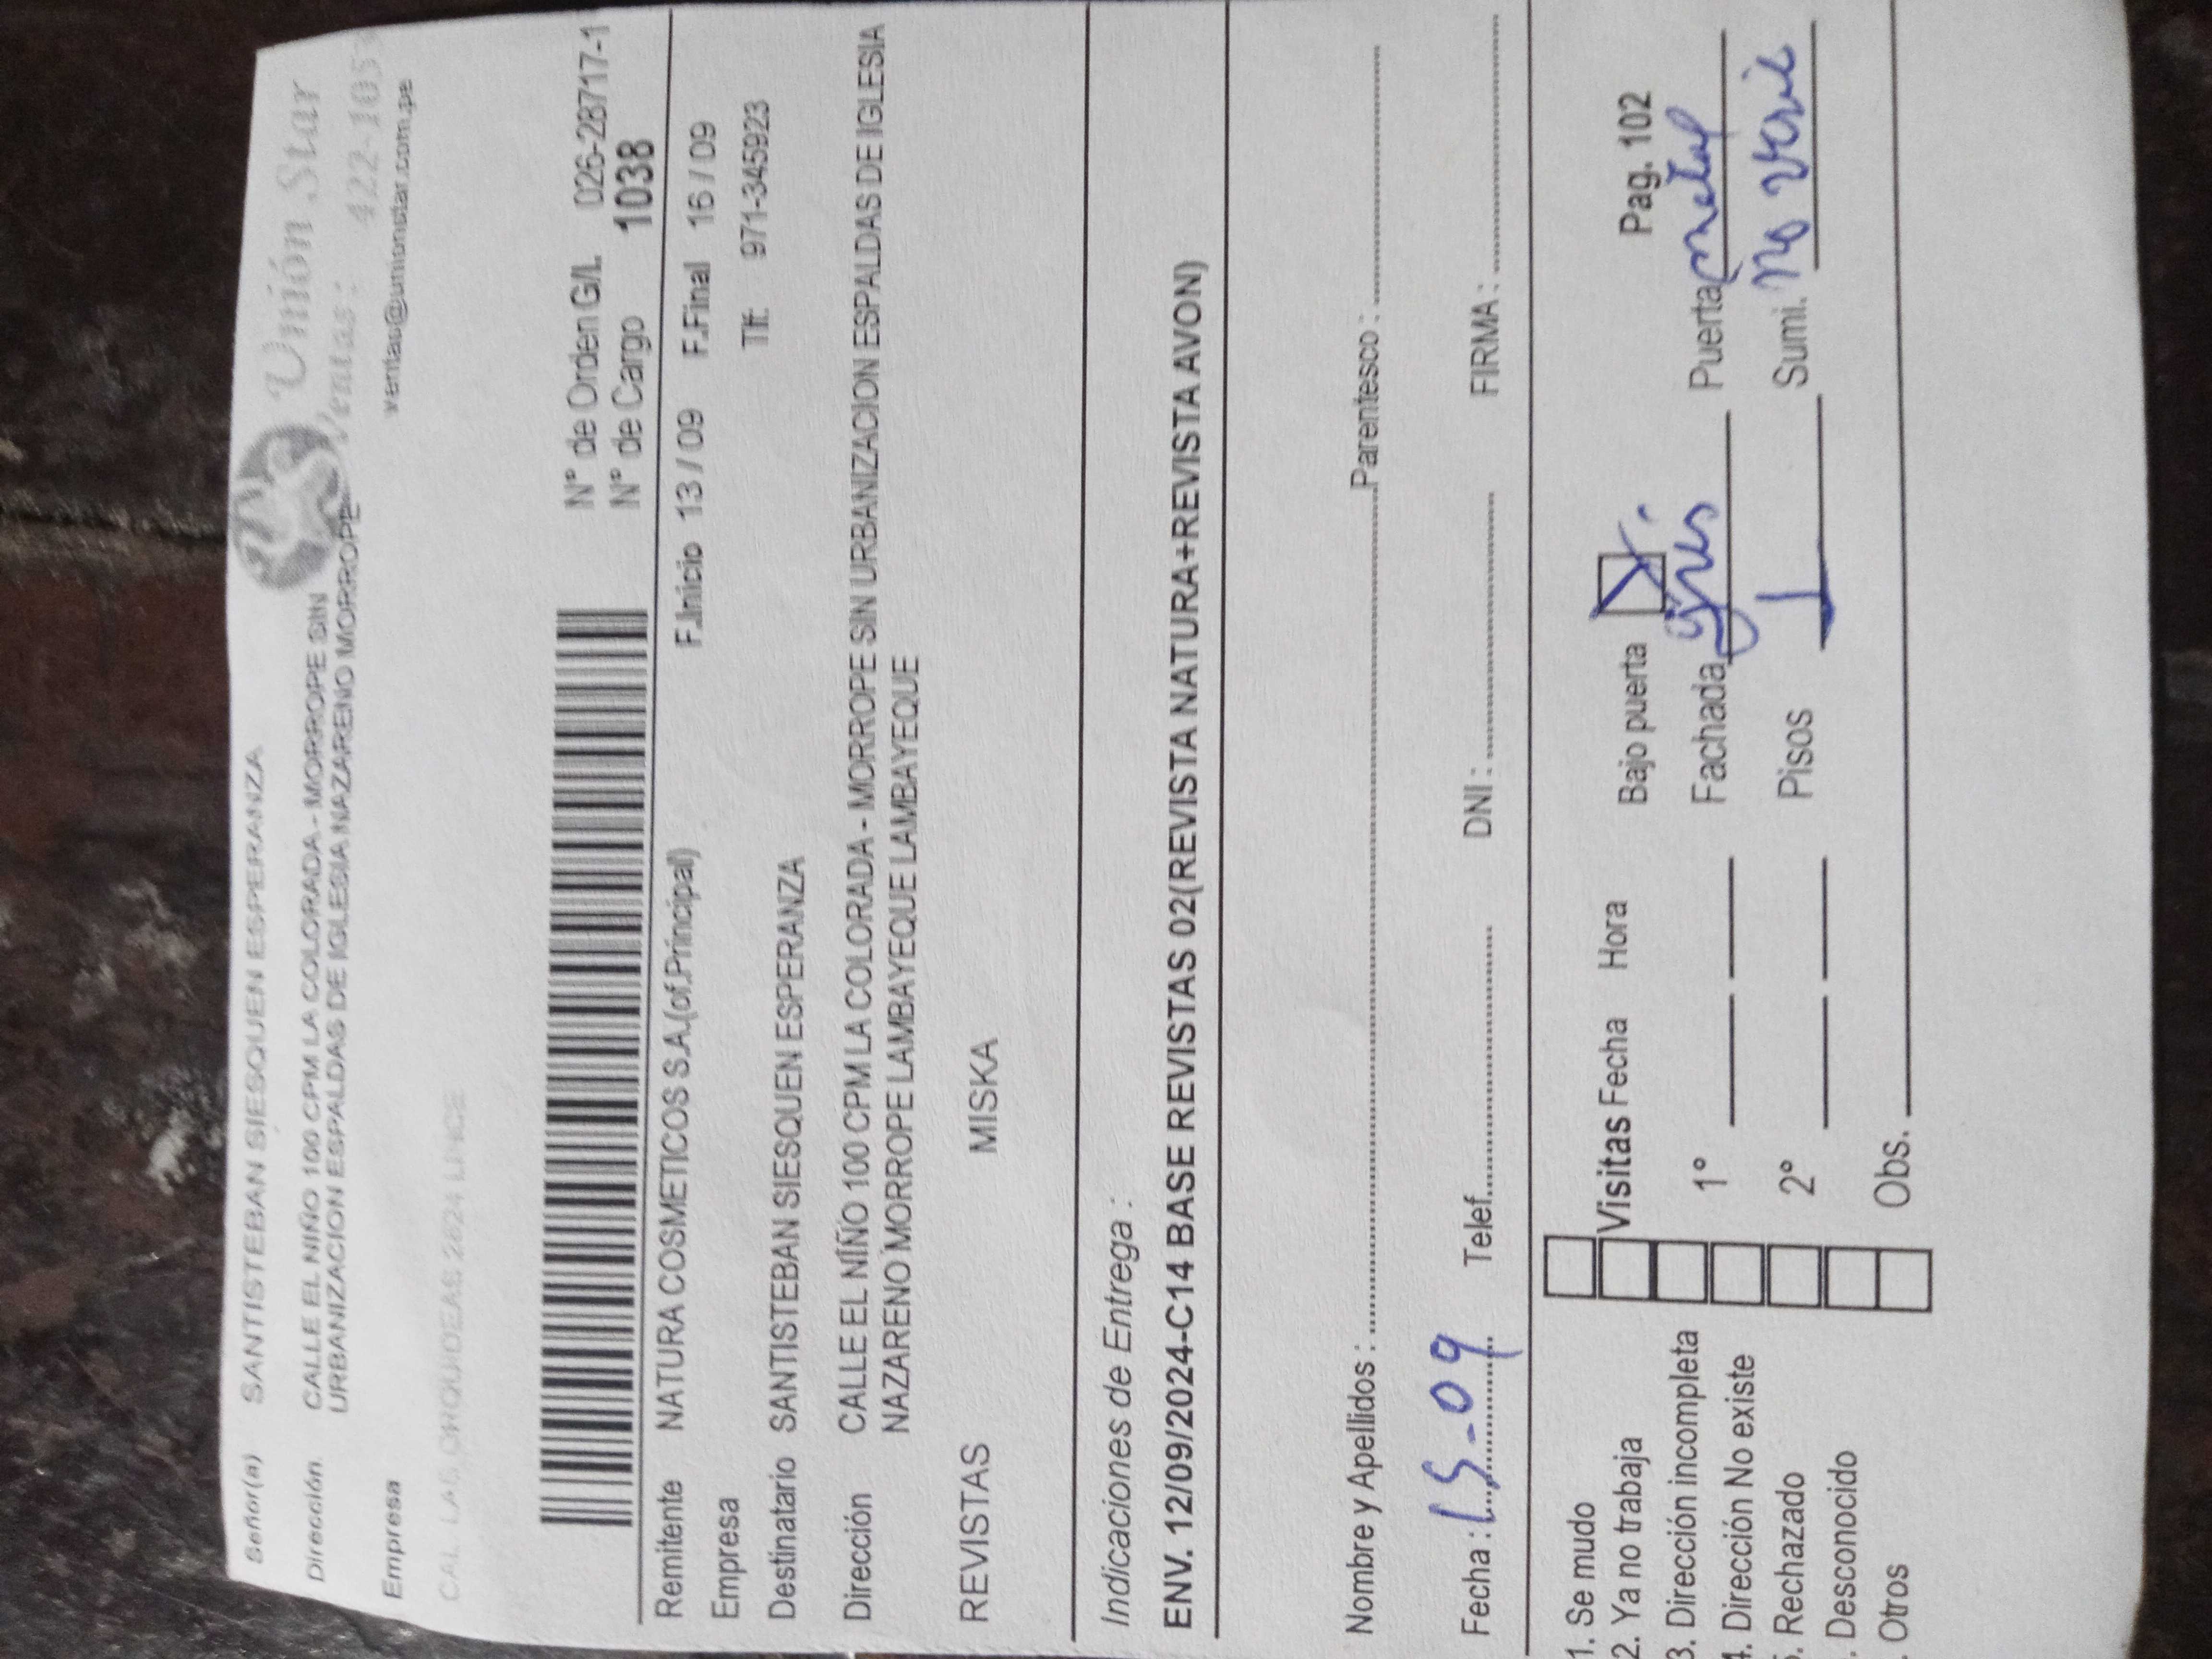 Señor(a) SANTISTEBAN SIESQUEN ESPERANZA
Dirección CALLE EL NIÑO 100 CPM LA COLORADA - MORROPE SIN
URBANIZACION ESPALDAS DE IGLESIA NAZARENO MORROPE
Empresa
CAL. LAS ORQUIDEAS 2624 LINCE
Unión Star
Ventas: 422-105
ventas@unionstar.com.pe
N° de Orden G/L 026-28717-1
N° de Cargo 1038
Remitente NATURA COSMETICOS S.A.(of.Principal) F.Inicio 13 / 09 F.Final 16 / 09
Empresa Tlf: 971-345923
Destinatario SANTISTEBAN SIESQUEN ESPERANZA
Dirección CALLE EL NIÑO 100 CPM LA COLORADA - MORROPE SIN URBANIZACION ESPALDAS DE IGLESIA
NAZARENO MORROPE LAMBAYEQUE LAMBAYEQUE
REVISTAS MISKA
Indicaciones de Entrega :
ENV. 12/09/2024-C14 BASE REVISTAS 02(REVISTA NATURA+REVISTA AVON)
Nombre y Apellidos : Parentesco :
Fecha : 15-09 Telef. DNI : FIRMA :
1. Se mudo
2. Ya no trabaja
3. Dirección incompleta
4. Dirección No existe
5. Rechazado
. Desconocido
. Otros
Visitas Fecha Hora
1°
2°
Obs.
Bajo puerta Pag. 102
Fachada Puerta metal
Pisos 1 Sumi. no